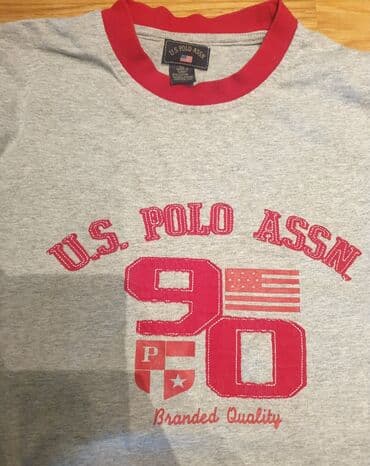 U.S. POLO ASSN
U.S. POLO ASSN.
90
P
Branded Quality